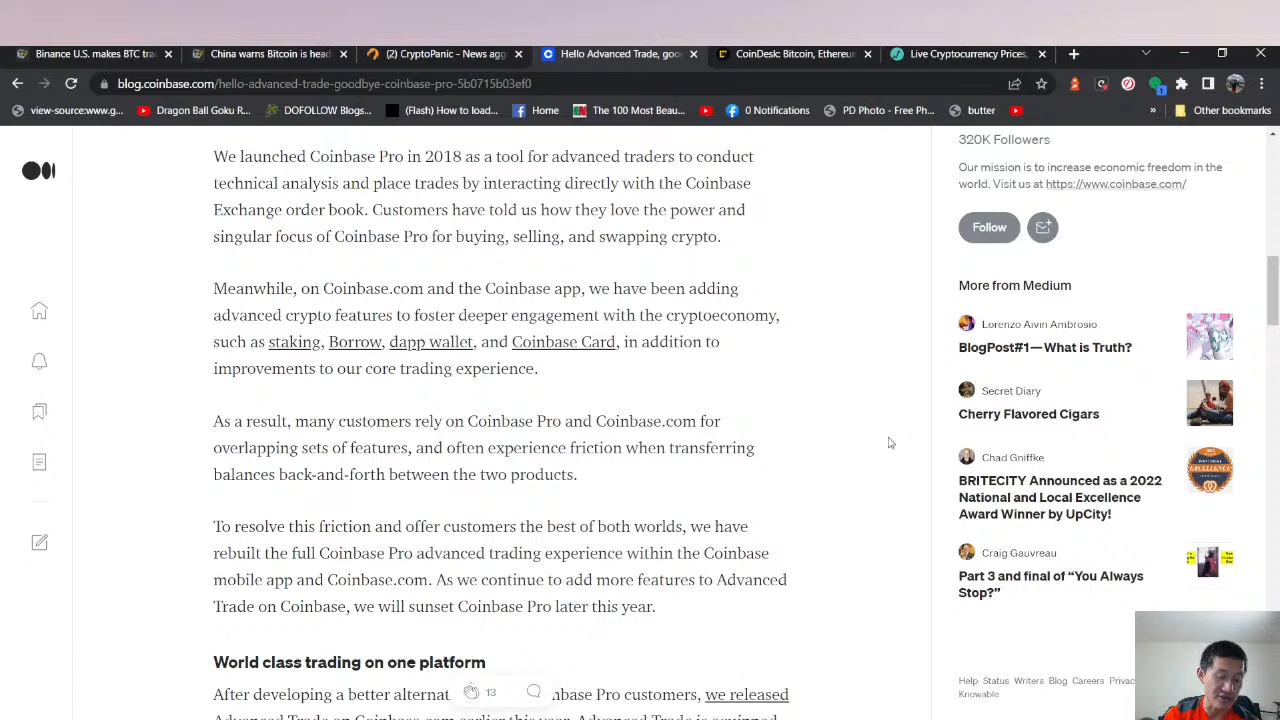 Binance U.S. makes BTC tra
China warns Bitcoin is head
(2) CryptoPanic - News agg
Hello Advanced Trade, goo
CoinDesk: Bitcoin, Ethereum
Live Cryptocurrency Prices,
blog.coinbase.com/hello-advanced-trade-goodbye-coinbase-pro-5b0715b03ef0
view-source:www.g...
Dragon Ball Goku R...
DOFOLLOW Blogs...
(Flash) How to load...
Home
The 100 Most Beau...
0 Notifications
PD Photo - Free Ph...
butter
»
Other bookmarks
We launched Coinbase Pro in 2018 as a tool for advanced traders to conduct
technical analysis and place trades by interacting directly with the Coinbase
Exchange order book. Customers have told us how they love the power and
singular focus of Coinbase Pro for buying, selling, and swapping crypto.
Meanwhile, on Coinbase.com and the Coinbase app, we have been adding
advanced crypto features to foster deeper engagement with the cryptoeconomy,
such as staking, Borrow, dapp wallet, and Coinbase Card, in addition to
improvements to our core trading experience.
As a result, many customers rely on Coinbase Pro and Coinbase.com for
overlapping sets of features, and often experience friction when transferring
balances back-and-forth between the two products.
To resolve this friction and offer customers the best of both worlds, we have
rebuilt the full Coinbase Pro advanced trading experience within the Coinbase
mobile app and Coinbase.com. As we continue to add more features to Advanced
Trade on Coinbase, we will sunset Coinbase Pro later this year.
World class trading on one platform
After developing a better alternat
nbase Pro customers, we released
13
320K Followers
Our mission is to increase economic freedom in the
world. Visit us at https://www.coinbase.com/
Follow
More from Medium
Lorenzo Aivin Ambrosio
BlogPost#1—What is Truth?
Secret Diary
Cherry Flavored Cigars
Chad Gniffke
BRITECITY Announced as a 2022
National and Local Excellence
Award Winner by UpCity!
Craig Gauvreau
Part 3 and final of “You Always
Stop?”
Help Status Writers Blog Careers Privac
Knowable